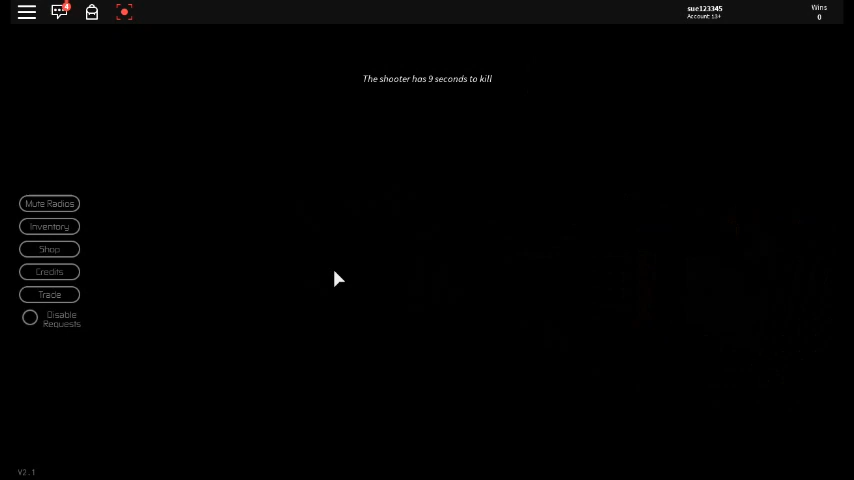 4
sue123345
Account: 13+
Wins
0
The shooter has 9 seconds to kill
Mute Radios
Inventory
Shop
Credits
Trade
Disable
Requests
V2.1